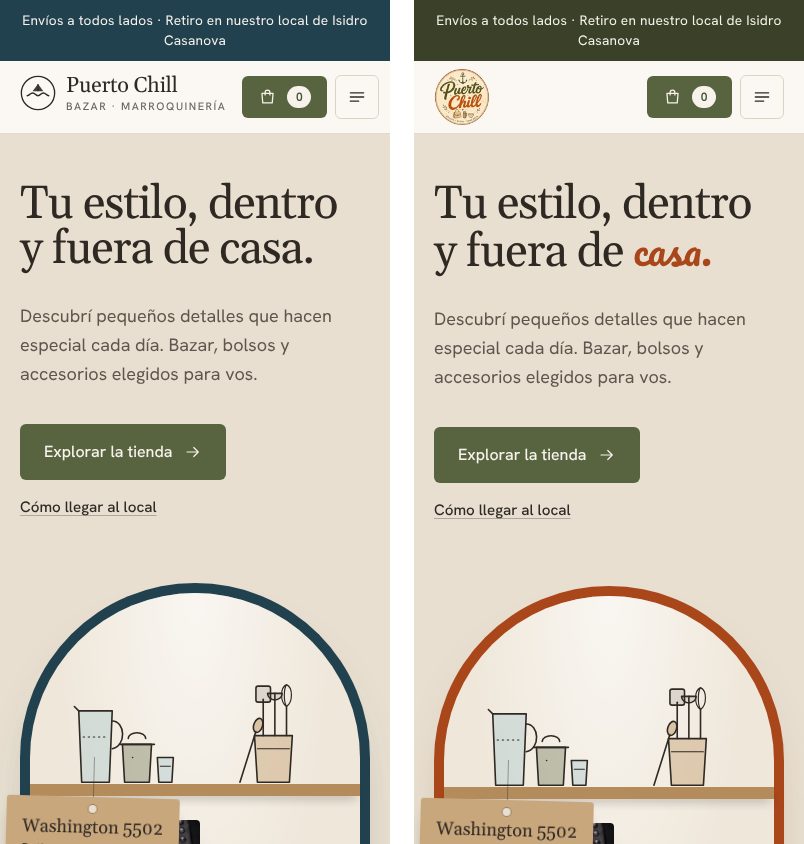 Envíos a todos lados · Retiro en nuestro local de Isidro
Casanova
Puerto Chill
BAZAR · MARROQUINERÍA
0
Tu estilo, dentro
y fuera de casa.
Descubrí pequeños detalles que hacen
especial cada día. Bazar, bolsos y
accesorios elegidos para vos.
Explorar la tienda →
Cómo llegar al local
Washington 5502
Envíos a todos lados · Retiro en nuestro local de Isidro
Casanova
Puerto
Chill
0
Tu estilo, dentro
y fuera de casa.
Descubrí pequeños detalles que hacen
especial cada día. Bazar, bolsos y
accesorios elegidos para vos.
Explorar la tienda →
Cómo llegar al local
Washington 5502